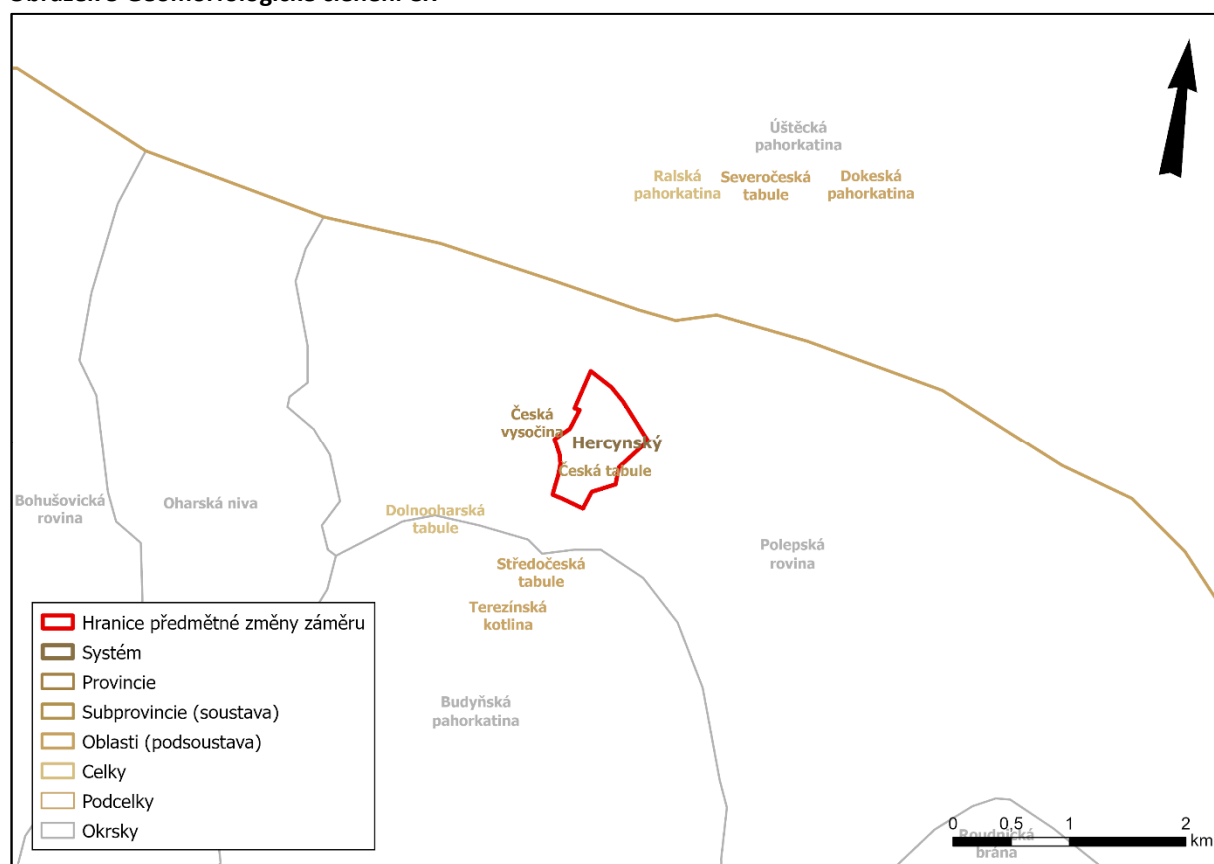 Úštěcká
pahorkatina
Ralská
pahorkatina
Severočeská
tabule
Dokeská
pahorkatina
Česká
vysočina
Hercynský
Česká tabule
Bohušovická
rovina
Oharská niva
Dolnooharská
tabule
Polepská
rovina
Středočeská
tabule
Terezínská
kotlina
Budyňská
pahorkatina
Hranice předmětné změny záměru
Systém
Provincie
Subprovincie (soustava)
Oblasti (podsoustava)
Celky
Podcelky
Okrsky
0 0,5 1 2
km
Roudnická
brána